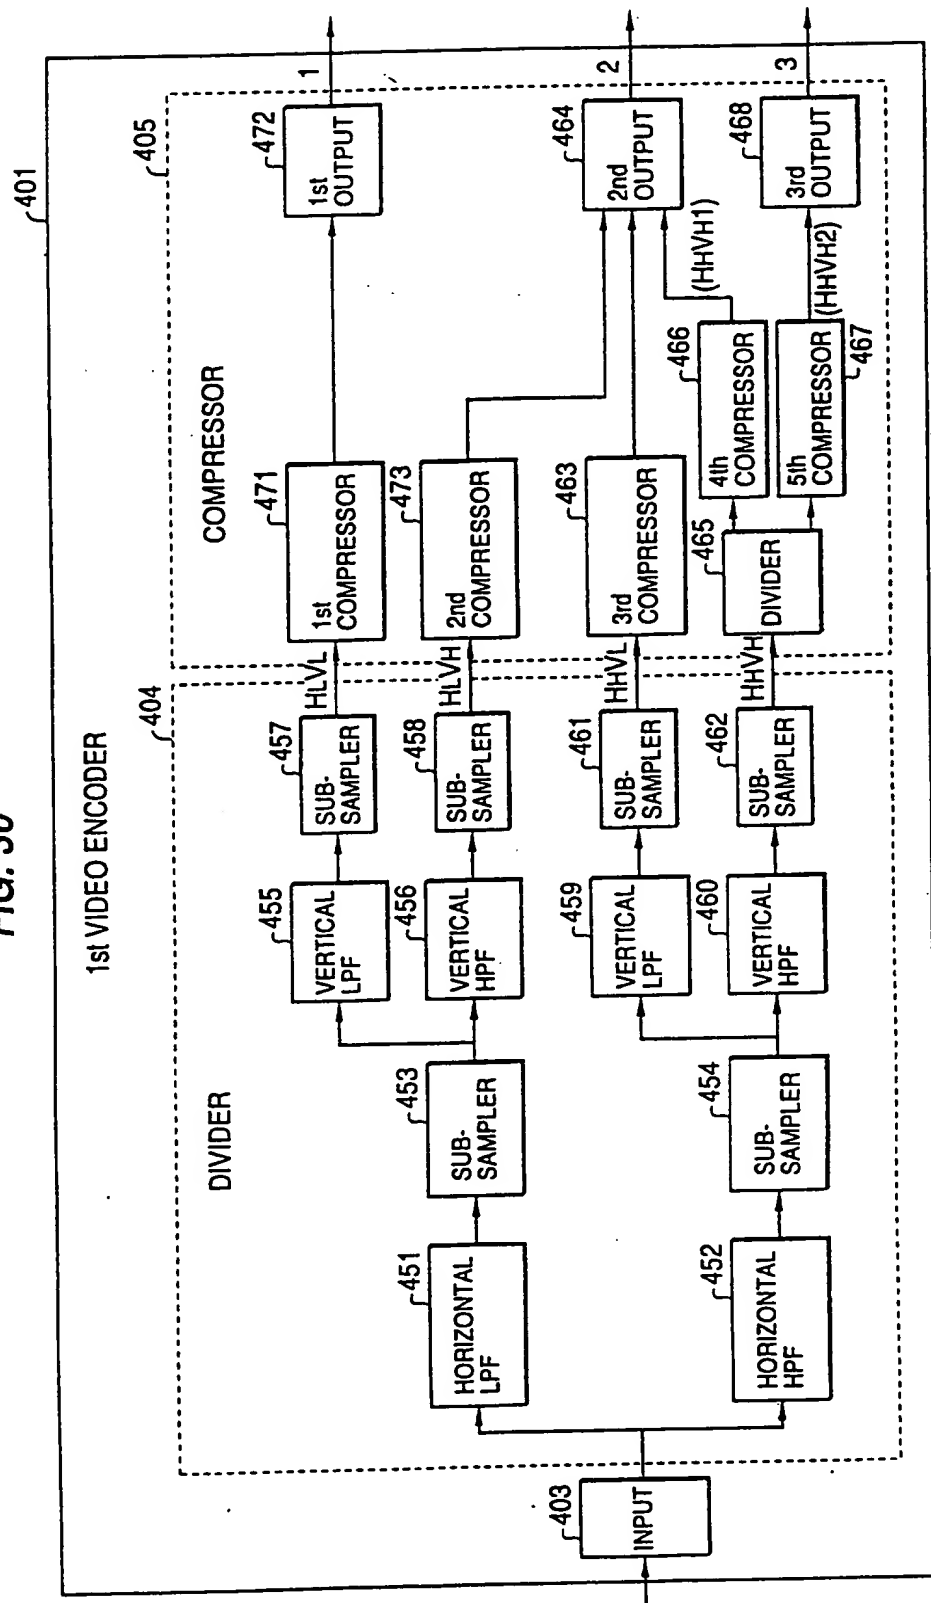 FIG. 30
1st VIDEO ENCODER
401
DIVIDER
404
COMPRESSOR
405
403
INPUT
451
HORIZONTAL
LPF
453
SUB-
SAMPLER
455
VERTICAL
LPF
457
SUB-
SAMPLER
HLVL
471
1st
COMPRESSOR
472
1st
OUTPUT
1
456
VERTICAL
HPF
458
SUB-
SAMPLER
HLVH
473
2nd
COMPRESSOR
452
HORIZONTAL
HPF
454
SUB-
SAMPLER
459
VERTICAL
LPF
461
SUB-
SAMPLER
HHVL
463
3rd
COMPRESSOR
464
2nd
OUTPUT
2
460
VERTICAL
HPF
462
SUB-
SAMPLER
HHVH
465
DIVIDER
466
4th
COMPRESSOR
(HHVH1)
5th
COMPRESSOR
467
(HHVH2)
468
3rd
OUTPUT
3